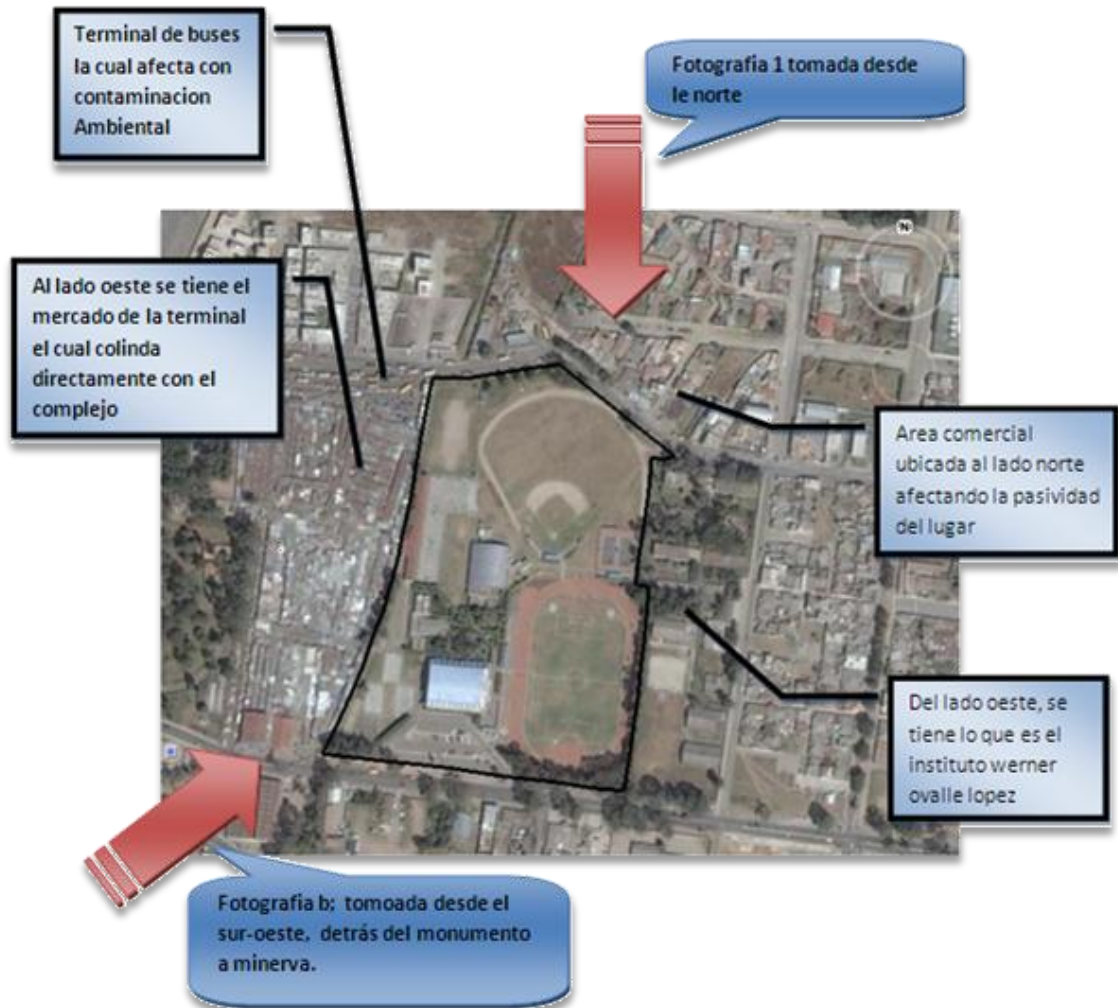 Terminal de buses
la cual afecta con
contaminacion
Ambiental
Fotografia 1 tomada desde
le norte
N
Al lado oeste se tiene el
mercado de la terminal
el cual colinda
directamente con el
complejo
Area comercial
ubicada al lado norte
afectando la pasividad
del lugar
Del lado oeste, se
tiene lo que es el
instituto werner
ovalle lopez
Fotografia b; tomoada desde el
sur-oeste, detrás del monumento
a minerva.